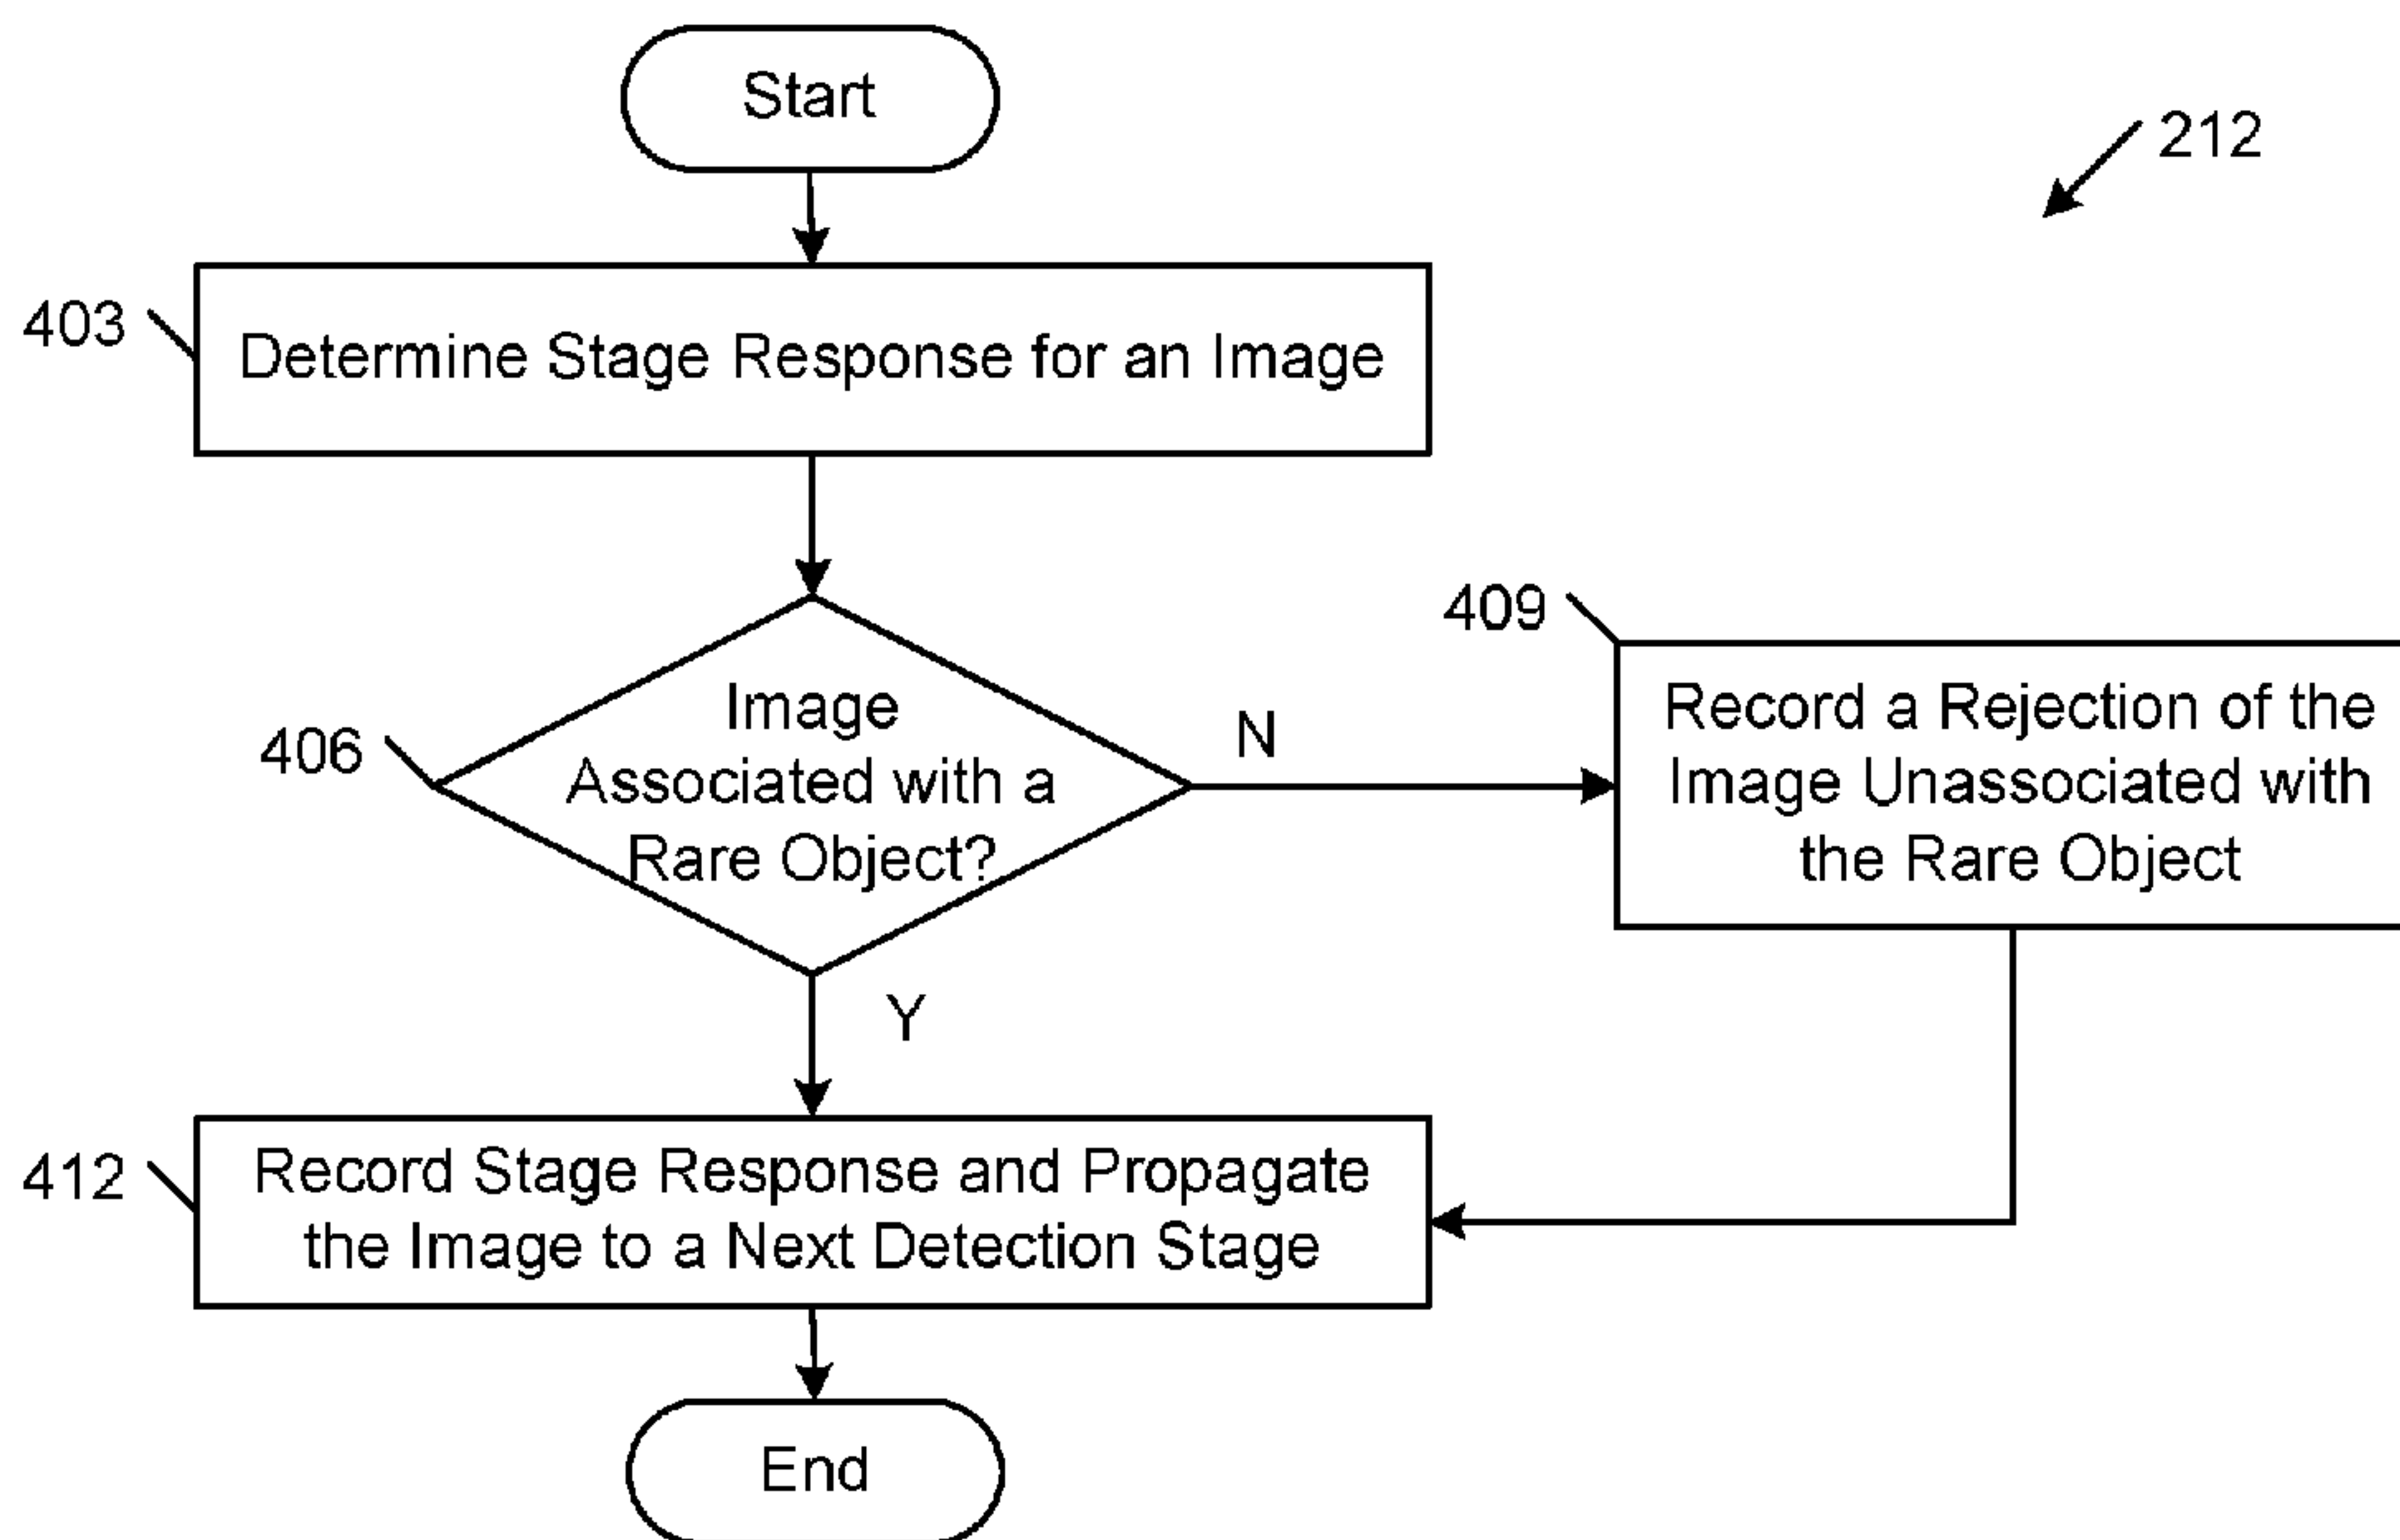 Start
212
403
Determine Stage Response for an Image
406
Image
Associated with a
Rare Object?
N
409
Record a Rejection of the
Image Unassociated with
the Rare Object
Y
412
Record Stage Response and Propagate
the Image to a Next Detection Stage
End